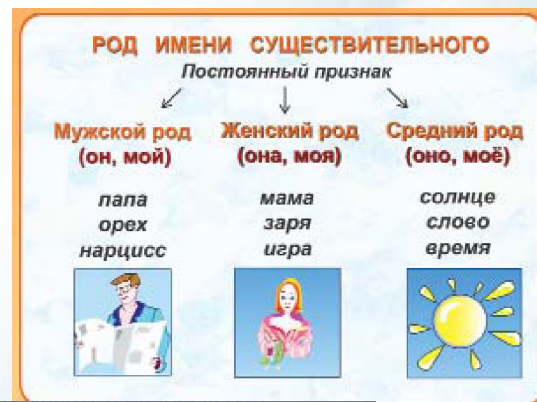 РОД ИМЕНИ СУЩЕСТВИТЕЛЬНОГО
Постоянный признак
Мужской род
(он, мой)
папа
орех
нарцисс
Женский род
(она, моя)
мама
заря
игра
Средний род
(оно, моё)
солнце
слово
время